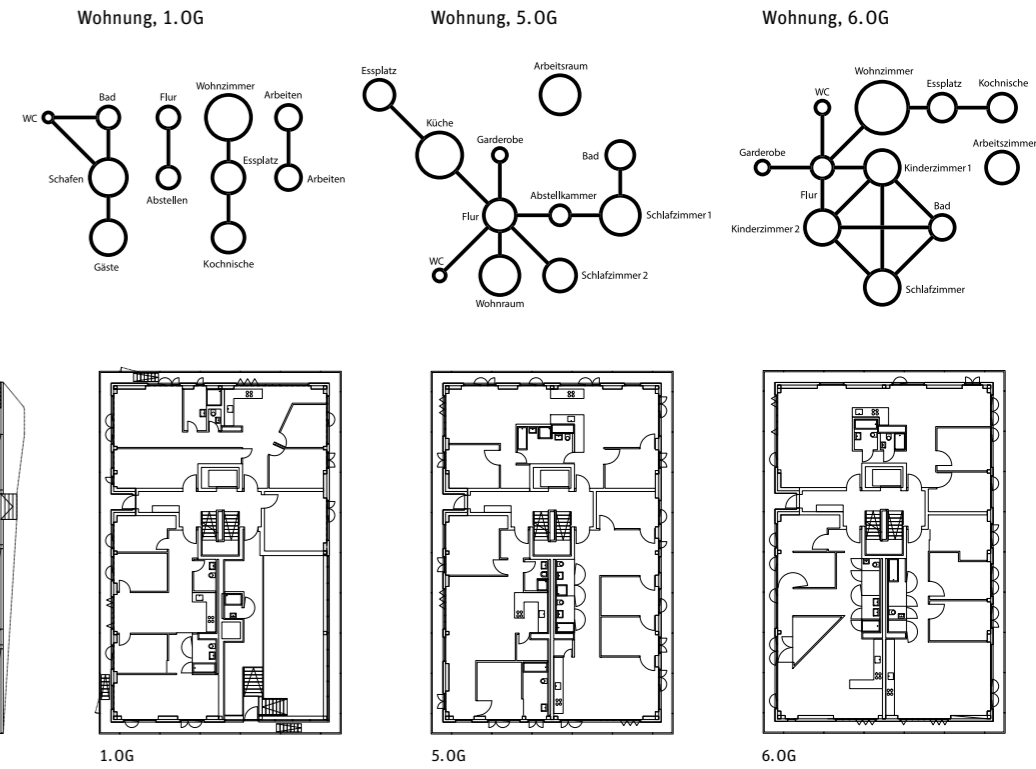 Wohnung, 1.OG
WC
Bad
Schafen
Gäste
Flur
Abstellen
Wohnzimmer
Essplatz
Kochnische
Arbeiten
Arbeiten
Wohnung, 5.OG
Essplatz
Küche
Garderobe
Flur
WC
Wohnraum
Abstellkammer
Arbeitsraum
Bad
Schlafzimmer 1
Schlafzimmer 2
Wohnung, 6.OG
WC
Garderobe
Flur
Wohnzimmer
Essplatz
Kochnische
Arbeitszimmer
Kinderzimmer 1
Kinderzimmer 2
Bad
Schlafzimmer
1.OG
5.OG
6.OG